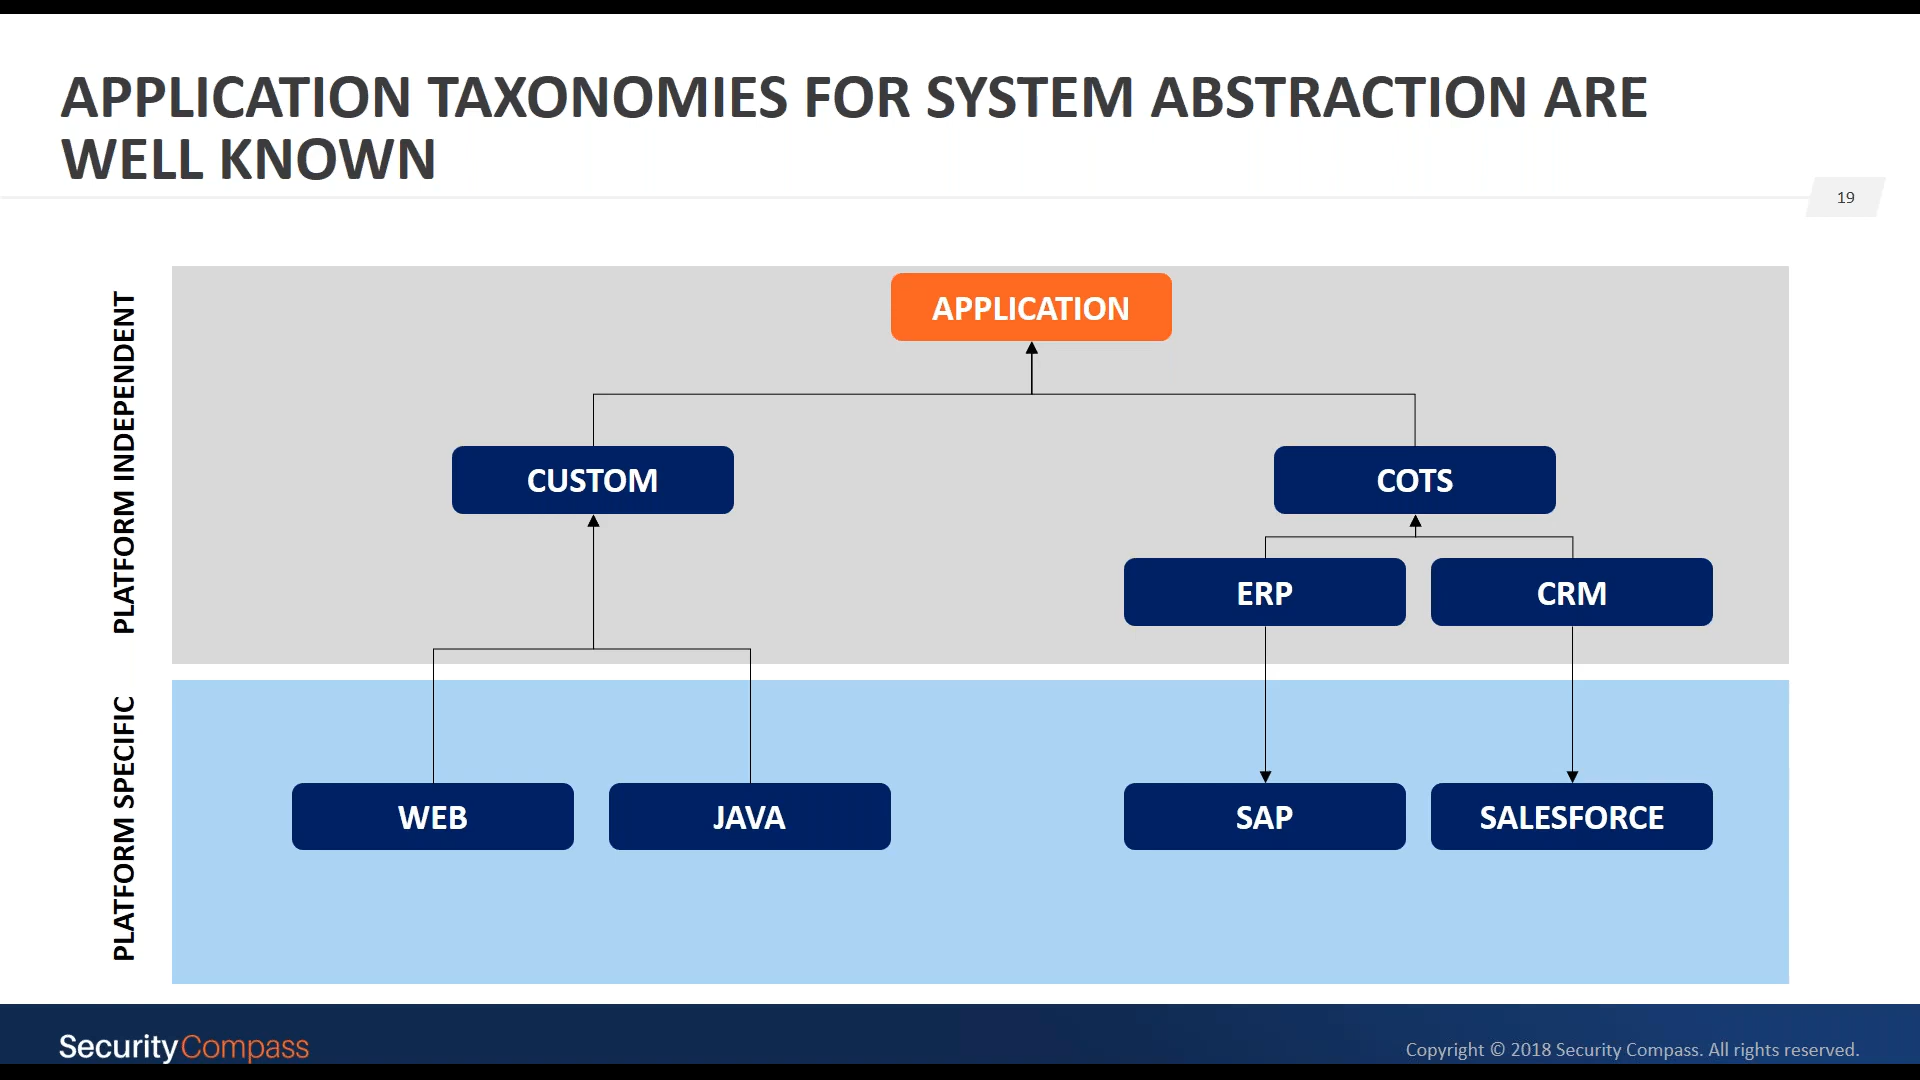 APPLICATION TAXONOMIES FOR SYSTEM ABSTRACTION ARE
WELL KNOWN
19
PLATFORM INDEPENDENT
APPLICATION
CUSTOM
COTS
ERP
CRM
PLATFORM SPECIFIC
WEB
JAVA
SAP
SALESFORCE
SecurityCompass
Copyright © 2018 Security Compass. All rights reserved.